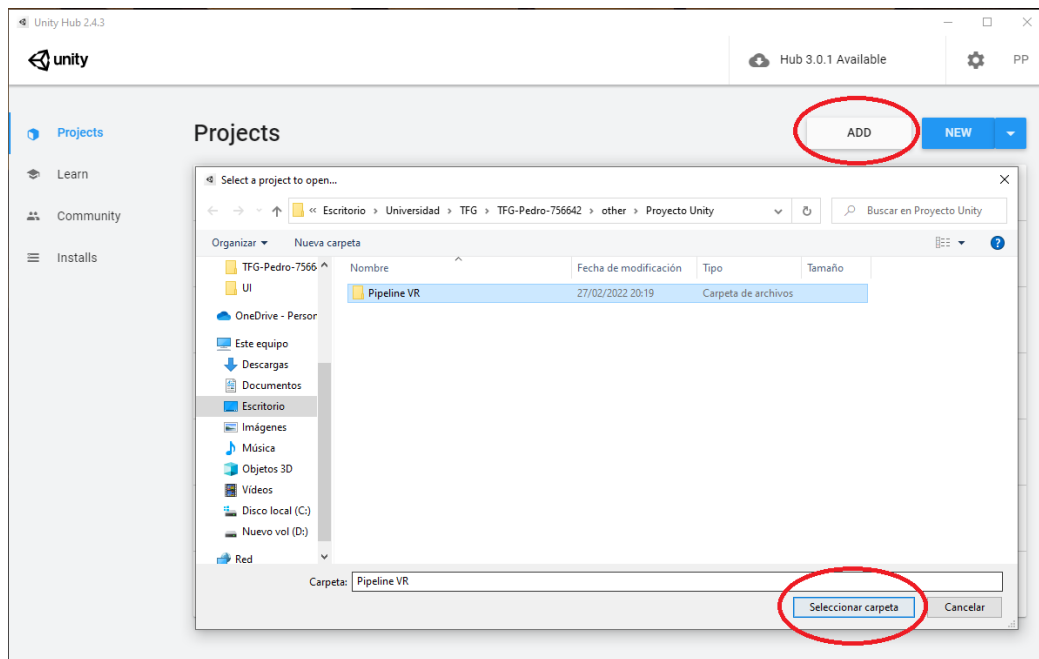 Unity Hub 2.4.3
unity
Hub 3.0.1 Available
PP
Projects
Learn
Community
Installs
Projects
ADD
NEW
Select a project to open...
« Escritorio › Universidad › TFG › TFG-Pedro-756642 › other › Proyecto Unity
Buscar en Proyecto Unity
Organizar
Nueva carpeta
TFG-Pedro-7566
UI
OneDrive - Person
Este equipo
Descargas
Documentos
Escritorio
Imágenes
Música
Objetos 3D
Vídeos
Disco local (C:)
Nuevo vol (D:)
Red
Nombre Fecha de modificación Tipo Tamaño
Pipeline VR 27/02/2022 20:19 Carpeta de archivos
Carpeta: Pipeline VR
Seleccionar carpeta
Cancelar